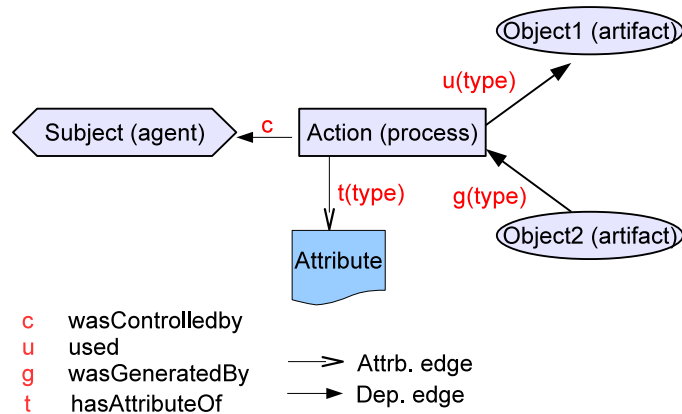 Object1 (artifact)
u(type)
Subject (agent)
c
Action (process)
t(type)
g(type)
Object2 (artifact)
Attribute
c wasControlledby
u used
g wasGeneratedBy
t hasAttributeOf
Attrb. edge
Dep. edge